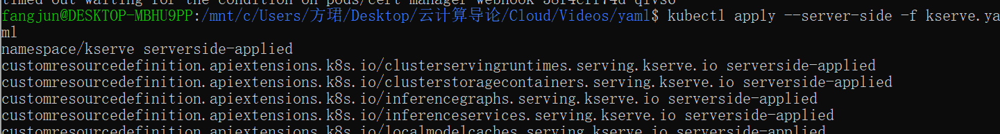 timed out waiting for the condition on pods/cert-manager-webhook-
fangjun@DESKTOP-MBHU9PP:/mnt/c/Users/方珺/Desktop/云计算导论/Cloud/Videos/yaml$ kubectl apply --server-side -f kserve.ya
ml
namespace/kserve serverside-applied
customresourcedefinition.apiextensions.k8s.io/clusterservingruntimes.serving.kserve.io serverside-applied
customresourcedefinition.apiextensions.k8s.io/clusterstoragecontainers.serving.kserve.io serverside-applied
customresourcedefinition.apiextensions.k8s.io/inferencegraphs.serving.kserve.io serverside-applied
customresourcedefinition.apiextensions.k8s.io/inferenceservices.serving.kserve.io serverside-applied
customresourcedefinition.apiextensions.k8s.io/localmodelcaches.serving.kserve.io serverside-applied